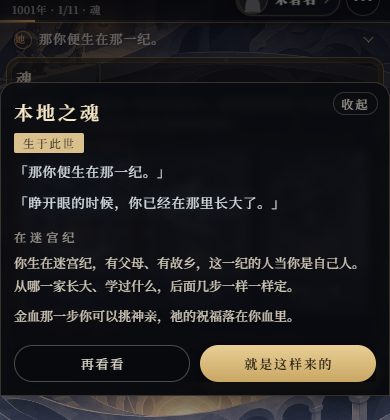 1001年 · 1/11 · 魂
那你便生在那一纪。
魂
收起
本地之魂
生于此世
「那你便生在那一纪。」
「睁开眼的时候，你已经在那里长大了。」
在迷宫纪
你生在迷宫纪，有父母、有故乡，这一纪的人当你是自己人。
从哪一家长大、学过什么，后面几步一样一样定。
金血那一步你可以挑神亲，祂的祝福落在你血里。
再看看
就是这样来的